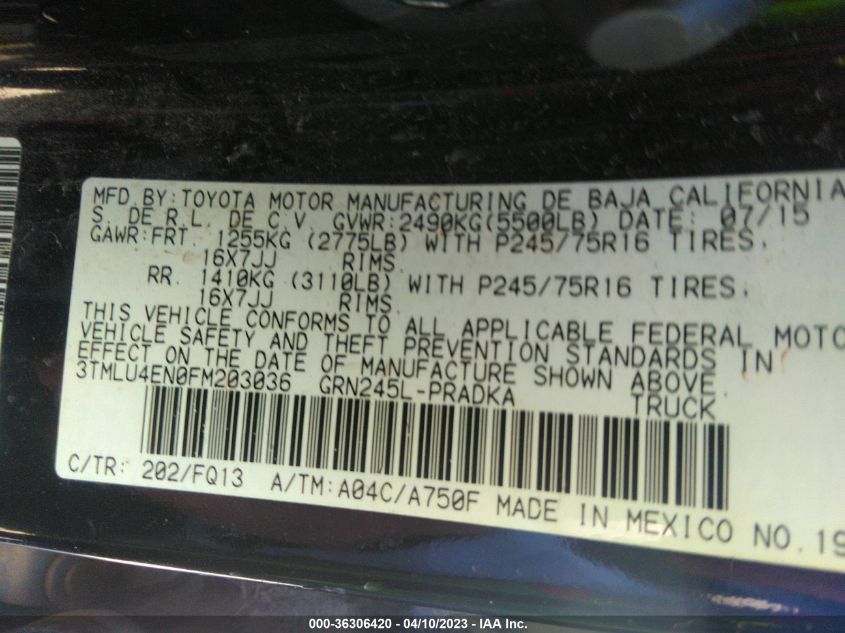 MFD BY: TOYOTA MOTOR MANUFACTURING DE BAJA CALIFORNIA
S. DE R.L. DE C.V. GVWR:2490KG(5500LB) DATE: 07/15
GAWR:FRT. 1255KG (2775LB) WITH P245/75R16 TIRES.
16X7JJ RIMS
RR. 1410KG (3110LB) WITH P245/75R16 TIRES.
16X7JJ RIMS
THIS VEHICLE CONFORMS TO ALL APPLICABLE FEDERAL MOTO
VEHICLE SAFETY AND THEFT PREVENTION STANDARDS IN
EFFECT ON THE DATE OF MANUFACTURE SHOWN ABOVE.
3TMLU4EN0FM203036 GRN245L-PRADKA TRUCK
C/TR: 202/FQ13 A/TM:A04C/A750F MADE IN MEXICO NO.19
000-36306420 - 04/10/2023 - IAA Inc.